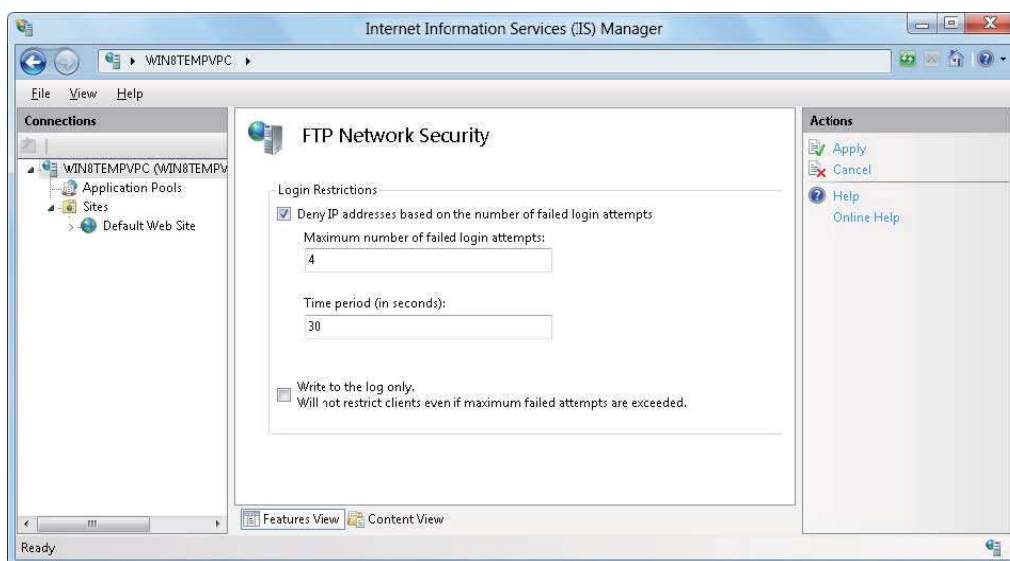 Internet Information Services (IIS) Manager
WIN8TEMPVPC
File View Help
Connections
WIN8TEMPVPC (WIN8TEMPV
Application Pools
Sites
Default Web Site
FTP Network Security
Login Restrictions
Deny IP addresses based on the number of failed login attempts
Maximum number of failed login attempts:
4
Time period (in seconds):
30
Write to the log only.
Will not restrict clients even if maximum failed attempts are exceeded.
Features View Content View
Actions
Apply
Cancel
Help
Online Help
Ready